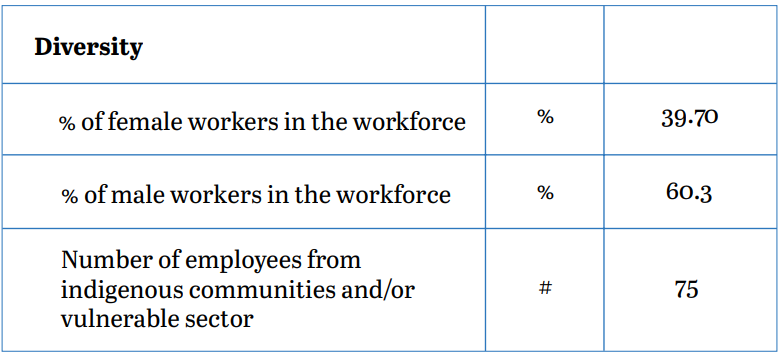 Diversity
% of female workers in the workforce % 39.70
% of male workers in the workforce % 60.3
Number of employees from
indigenous communities and/or # 75
vulnerable sector